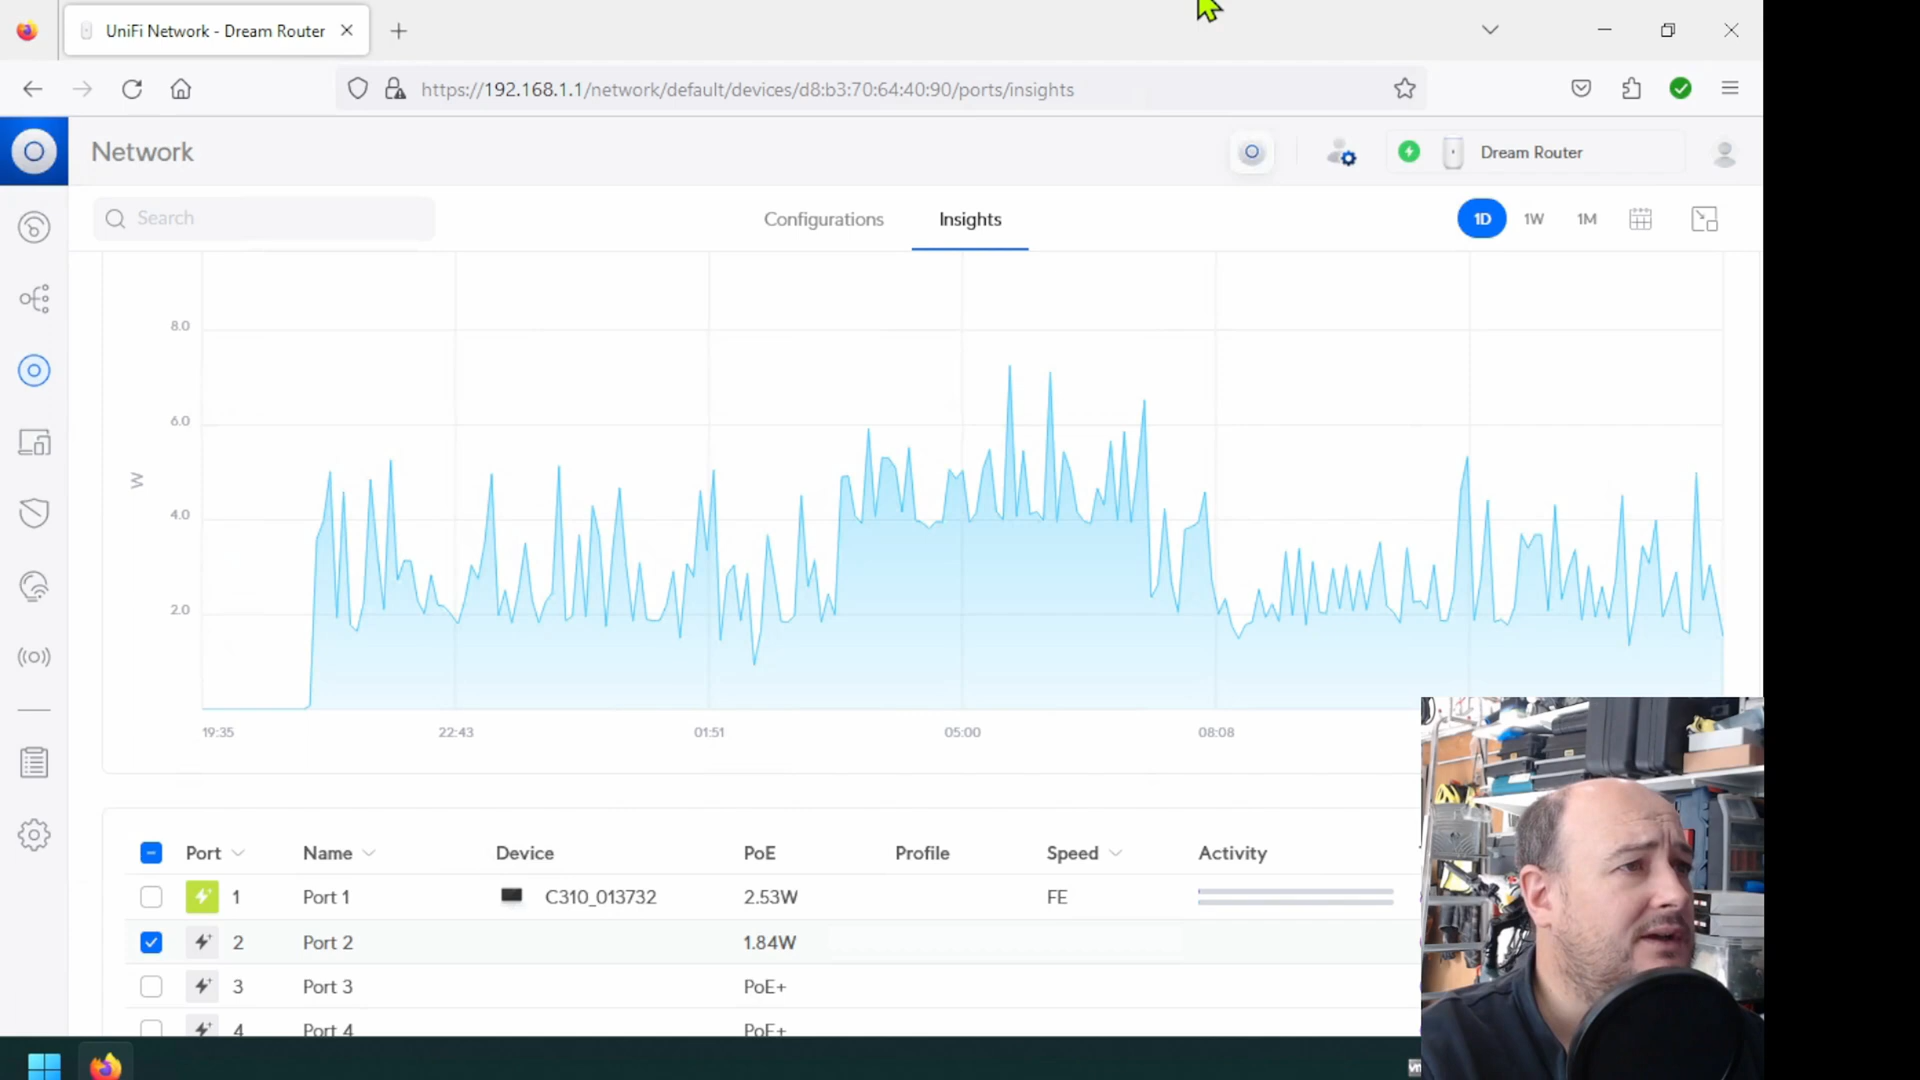 UniFi Network - Dream Router
https://192.168.1.1/network/default/devices/d8:b3:70:64:40:90/ports/insights
Network
Dream Router
Search
Configurations
Insights
1D
1W
1M
8.0
6.0
W
4.0
2.0
19:35
22:43
01:51
05:00
08:08
Port Name Device PoE Profile Speed Activity
1 Port 1 C310_013732 2.53W FE
2 Port 2 1.84W
3 Port 3 PoE+
4 Port 4 PoE+